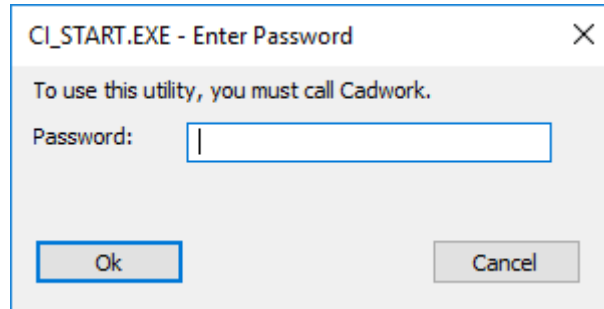 CI_START.EXE - Enter Password
To use this utility, you must call Cadwork.
Password:
Ok Cancel